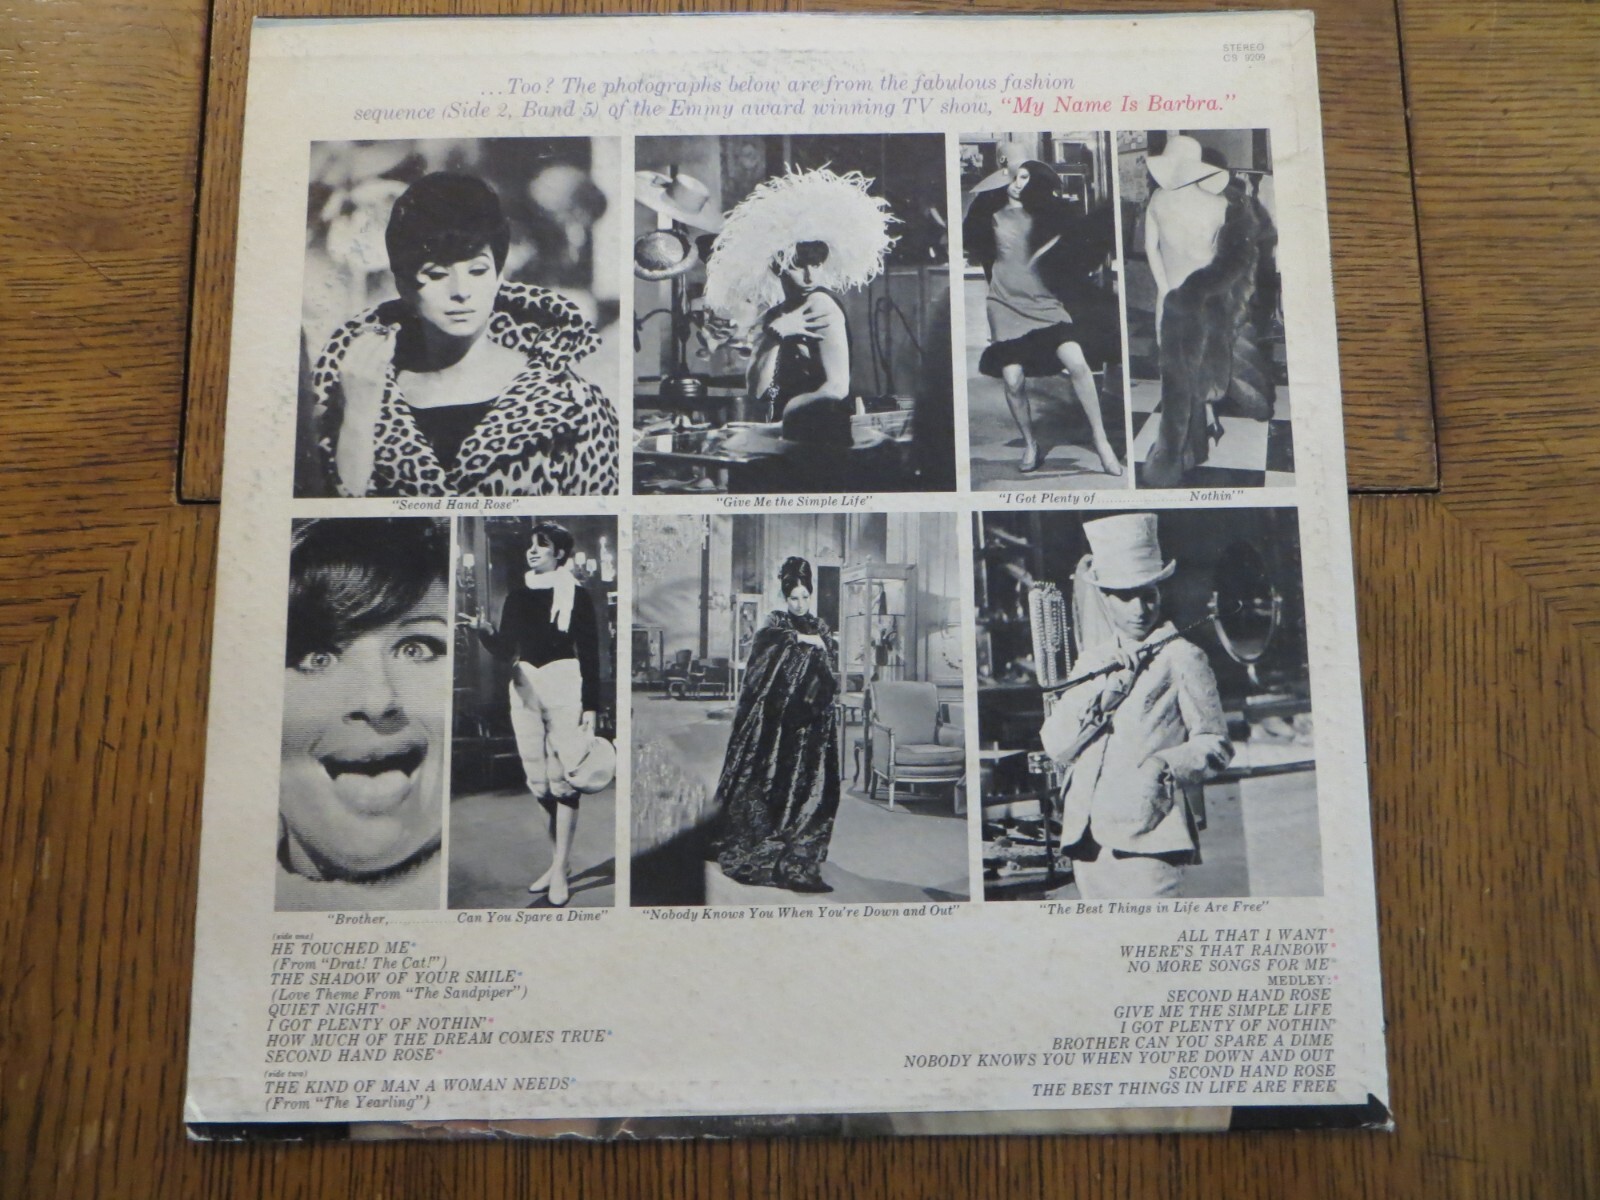 STEREO
CS 9209
...Too? The photographs below are from the fabulous fashion
sequence (Side 2, Band 5) of the Emmy award winning TV show, "My Name Is Barbra."
"Second Hand Rose"
"Give Me the Simple Life"
"I Got Plenty of.....................Nothin'"
"Brother,...............Can You Spare a Dime"
"Nobody Knows You When You're Down and Out"
"The Best Things in Life Are Free"
(side one)
HE TOUCHED ME*
(From "Drat! The Cat!")
THE SHADOW OF YOUR SMILE*
(Love Theme From "The Sandpiper")
QUIET NIGHT*
I GOT PLENTY OF NOTHIN'*
HOW MUCH OF THE DREAM COMES TRUE*
SECOND HAND ROSE*
(side two)
THE KIND OF MAN A WOMAN NEEDS*
(From "The Yearling")
ALL THAT I WANT*
WHERE'S THAT RAINBOW*
NO MORE SONGS FOR ME*
MEDLEY:*
SECOND HAND ROSE
GIVE ME THE SIMPLE LIFE
I GOT PLENTY OF NOTHIN'
BROTHER CAN YOU SPARE A DIME
NOBODY KNOWS YOU WHEN YOU'RE DOWN AND OUT
SECOND HAND ROSE
THE BEST THINGS IN LIFE ARE FREE